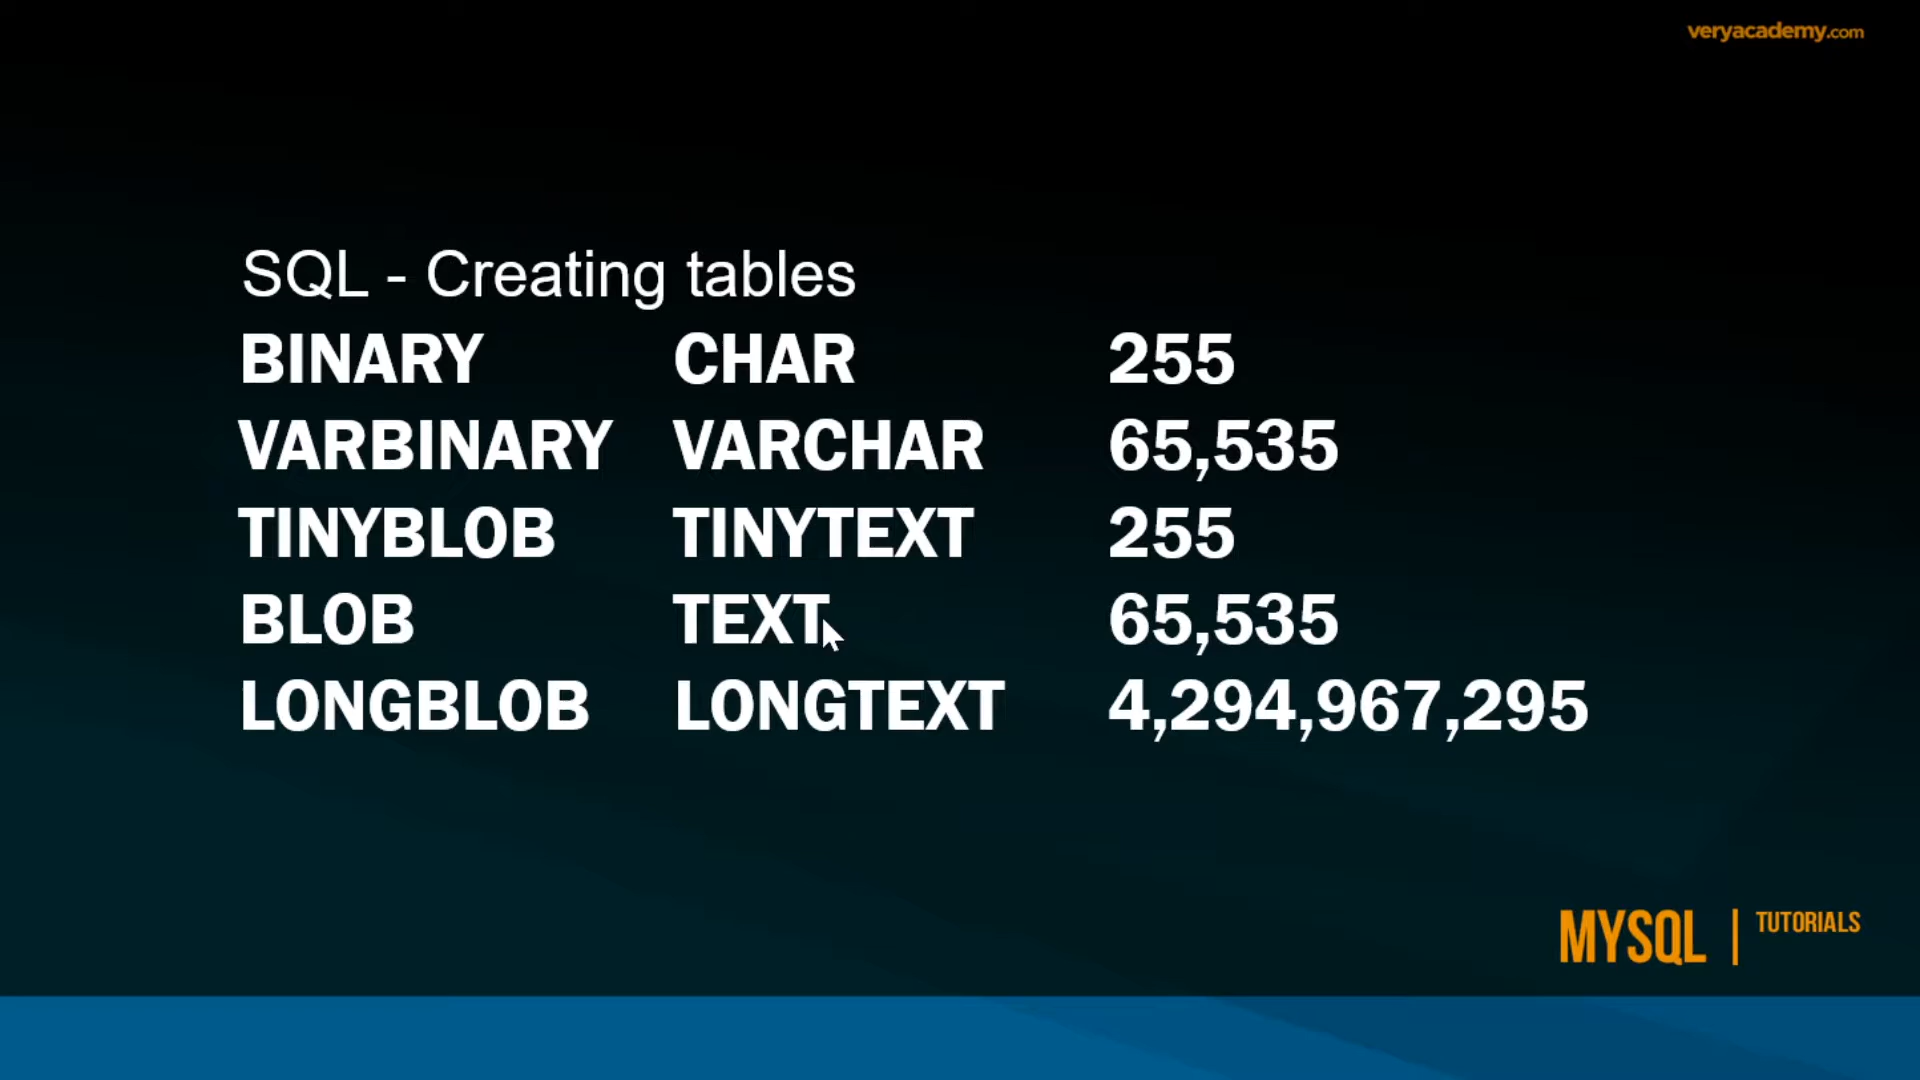 veryacademy.com
SQL - Creating tables
BINARY CHAR 255
VARBINARY VARCHAR 65,535
TINYBLOB TINYTEXT 255
BLOB TEXT 65,535
LONGBLOB LONGTEXT 4,294,967,295
MYSQL | TUTORIALS